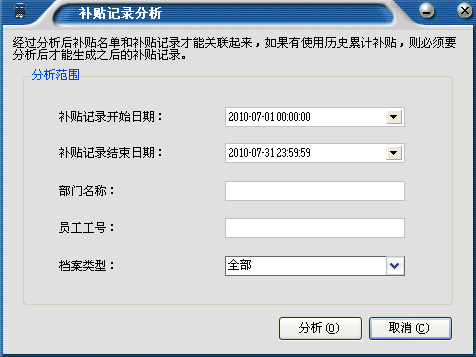 补贴记录分析
经过分析后补贴名单和补贴记录才能关联起来，如果有使用历史累计补贴，则必须要
分析后才能生成之后的补贴记录。
分析范围
补贴记录开始日期： 2010-07-01 00:00:00
补贴记录结束日期： 2010-07-31 23:59:59
部门名称：
员工工号：
档案类型： 全部
分析(O) 取消(C)